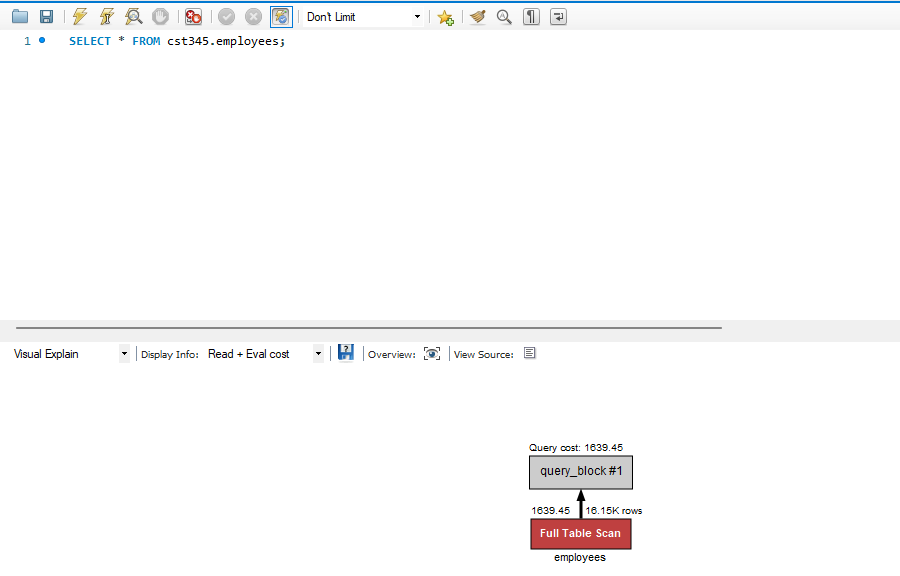 Don't Limit
1 SELECT * FROM cst345.employees;
Visual Explain Display Info: Read + Eval cost Overview: View Source:
Query cost: 1639.45
query_block #1
1639.45 16.15K rows
Full Table Scan
employees